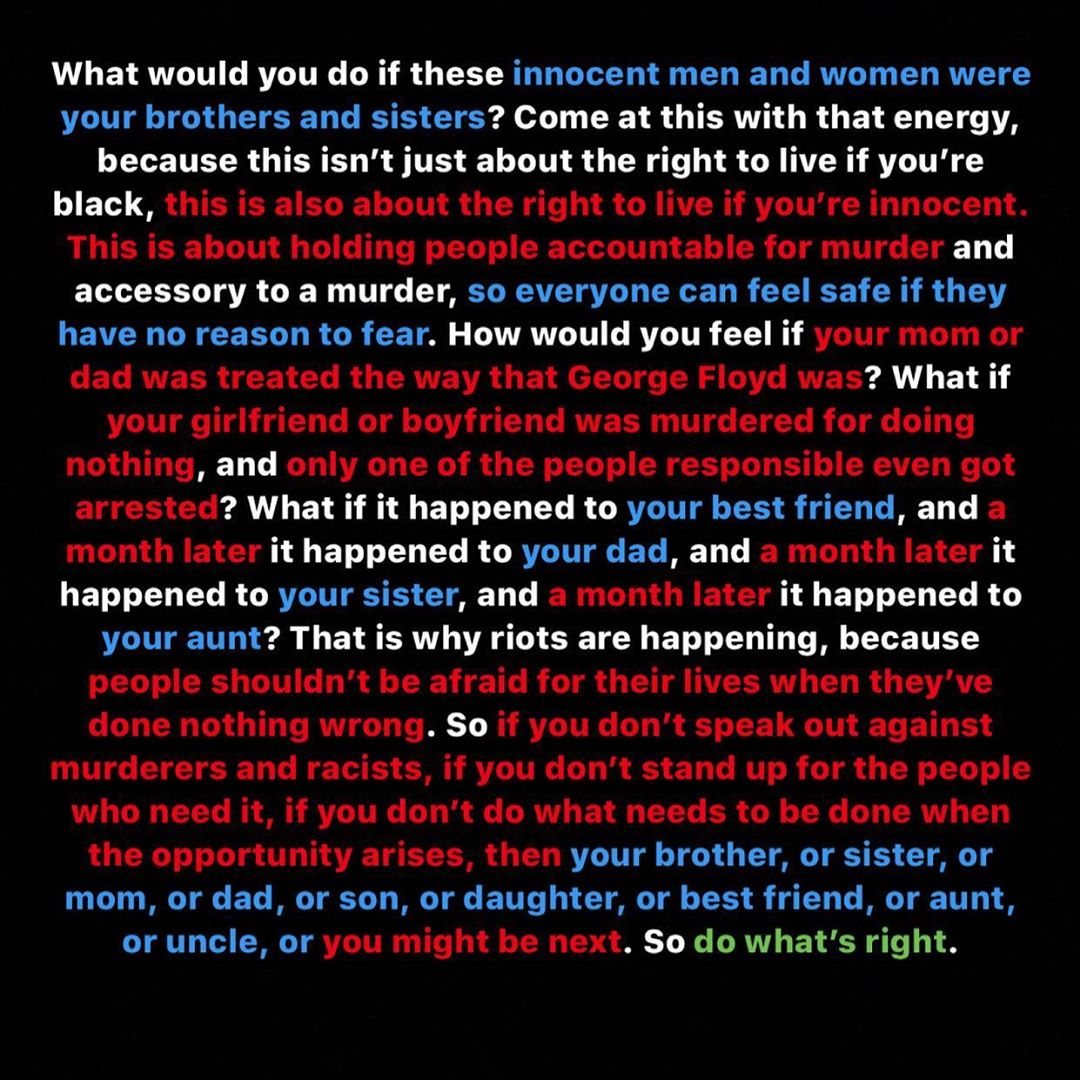 What would you do if these innocent men and women were
your brothers and sisters? Come at this with that energy,
because this isn’t just about the right to live if you’re
black, this is also about the right to live if you’re innocent.
This is about holding people accountable for murder and
accessory to a murder, so everyone can feel safe if they
have no reason to fear. How would you feel if your mom or
dad was treated the way that George Floyd was? What if
your girlfriend or boyfriend was murdered for doing
nothing, and only one of the people responsible even got
arrested? What if it happened to your best friend, and a
month later it happened to your dad, and a month later it
happened to your sister, and a month later it happened to
your aunt? That is why riots are happening, because
people shouldn’t be afraid for their lives when they’ve
done nothing wrong. So if you don’t speak out against
murderers and racists, if you don’t stand up for the people
who need it, if you don’t do what needs to be done when
the opportunity arises, then your brother, or sister, or
mom, or dad, or son, or daughter, or best friend, or aunt,
or uncle, or you might be next. So do what’s right.